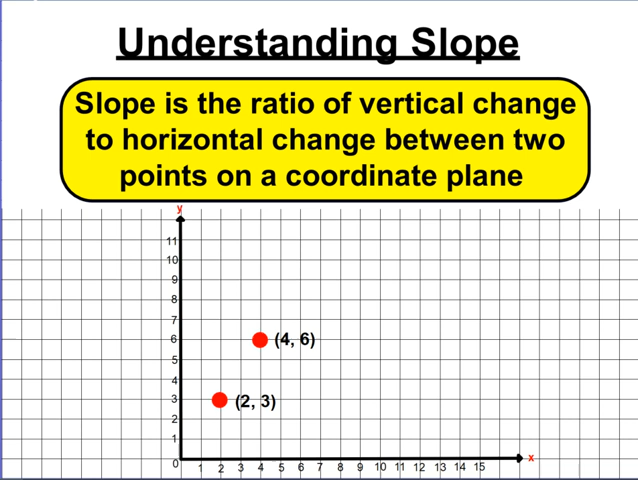 Understanding Slope
Slope is the ratio of vertical change
to horizontal change between two
points on a coordinate plane
y
11
10
9
8
7
6
(4, 6)
5
4
3
(2, 3)
2
1
0
1 2 3 4 5 6 7 8 9 10 11 12 13 14 15
x